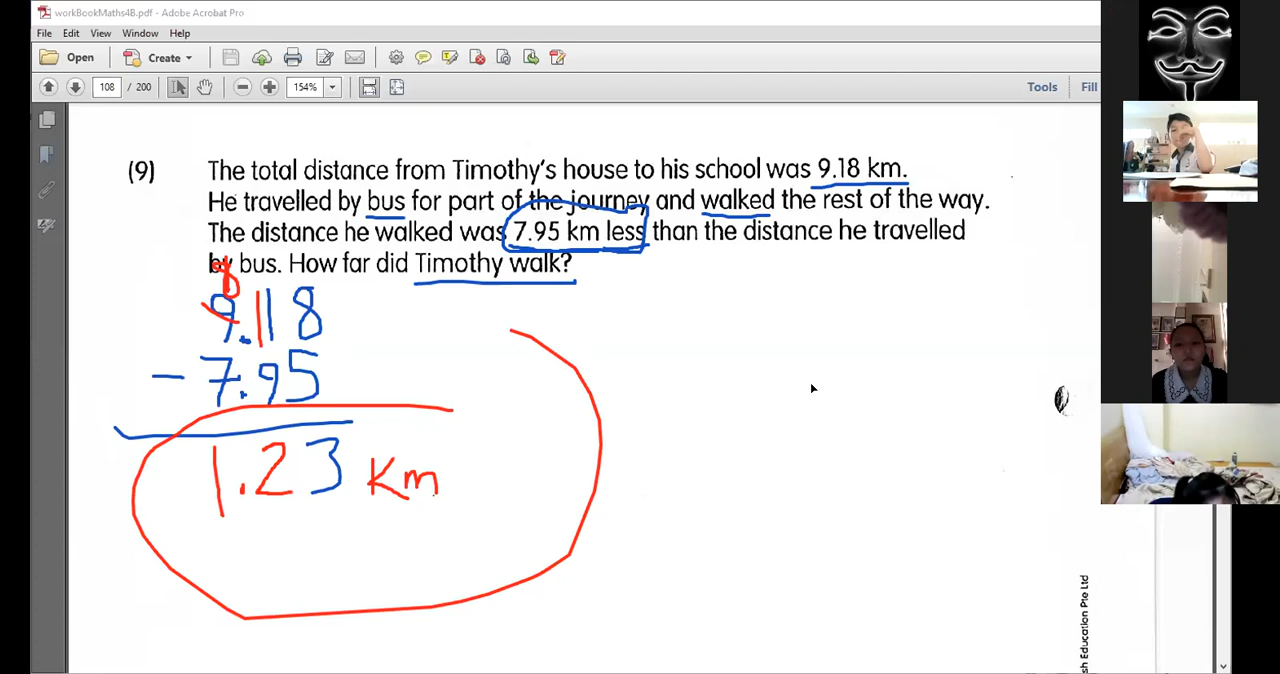 workBookMaths4B.pdf - Adobe Acrobat Pro
File Edit View Window Help
Open Create
108 / 200 154% Tools Fill
(9) The total distance from Timothy's house to his school was 9.18 km.
He travelled by bus for part of the journey and walked the rest of the way.
The distance he walked was 7.95 km less than the distance he travelled
by bus. How far did Timothy walk?
8
9.118
- 7.95
1.23 Km
sh Education Pte Ltd